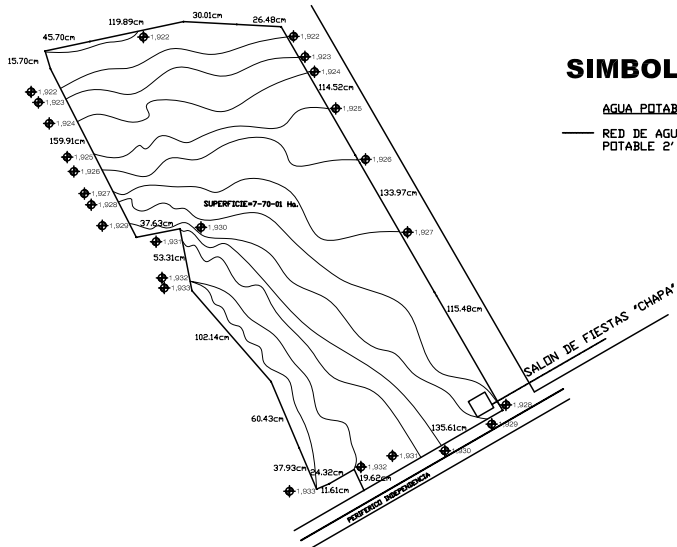 30.01cm
119.89cm
26.48cm
45.70cm
1,922
1,922
15.70cm
1,923
SIMBOL
1,924
114.52cm
1,922
1,923
AGUA POTAB
1,925
1,924
RED DE AGU
159.91cm
POTABLE 2'
1,925
1,926
1,926
133.97cm
1,927
1,928
SUPERFICIE=7-70-01 Ha.
37.63cm
1,929
1,930
1,927
1,931
53.31cm
1,932
1,933
SALON DE FIESTAS "CHAPA"
115.48cm
102.14cm
1,928
60.43cm
135.61cm
1,929
1,930
1,931
37.93cm
24.32cm
1,932
19.62cm
1,933
11.61cm
PERIFERICO INDEPENDENCIA